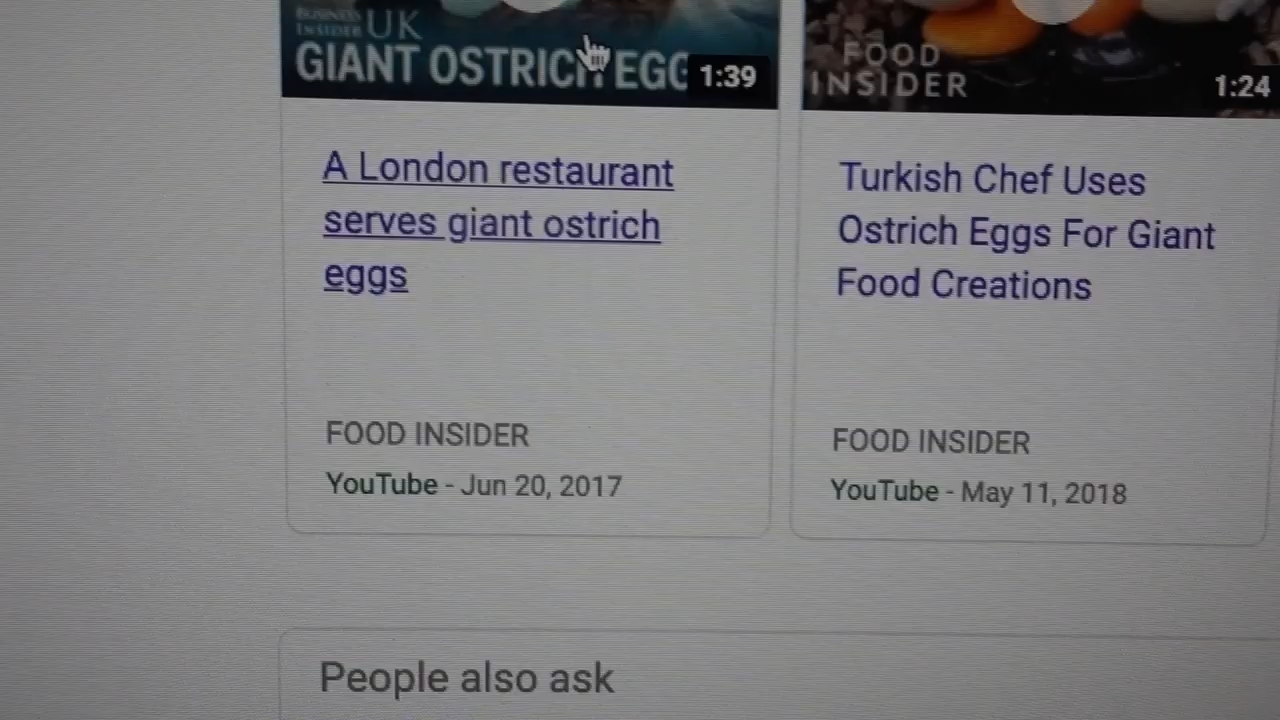 BUSINESS
INSIDER UK
GIANT OSTRICH EGG
1:39
FOOD
INSIDER
1:24
A London restaurant
serves giant ostrich
eggs
FOOD INSIDER
YouTube - Jun 20, 2017
Turkish Chef Uses
Ostrich Eggs For Giant
Food Creations
FOOD INSIDER
YouTube - May 11, 2018
People also ask